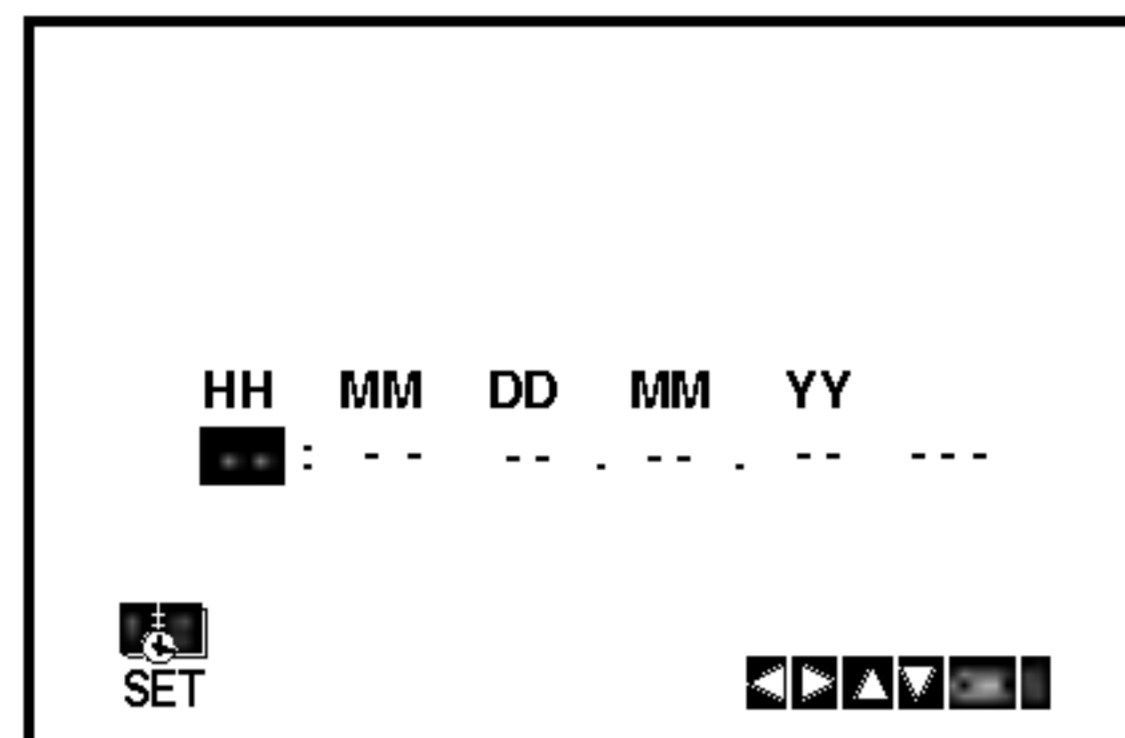 HH MM DD MM YY
-- : -- -- . -- . -- ---
SET